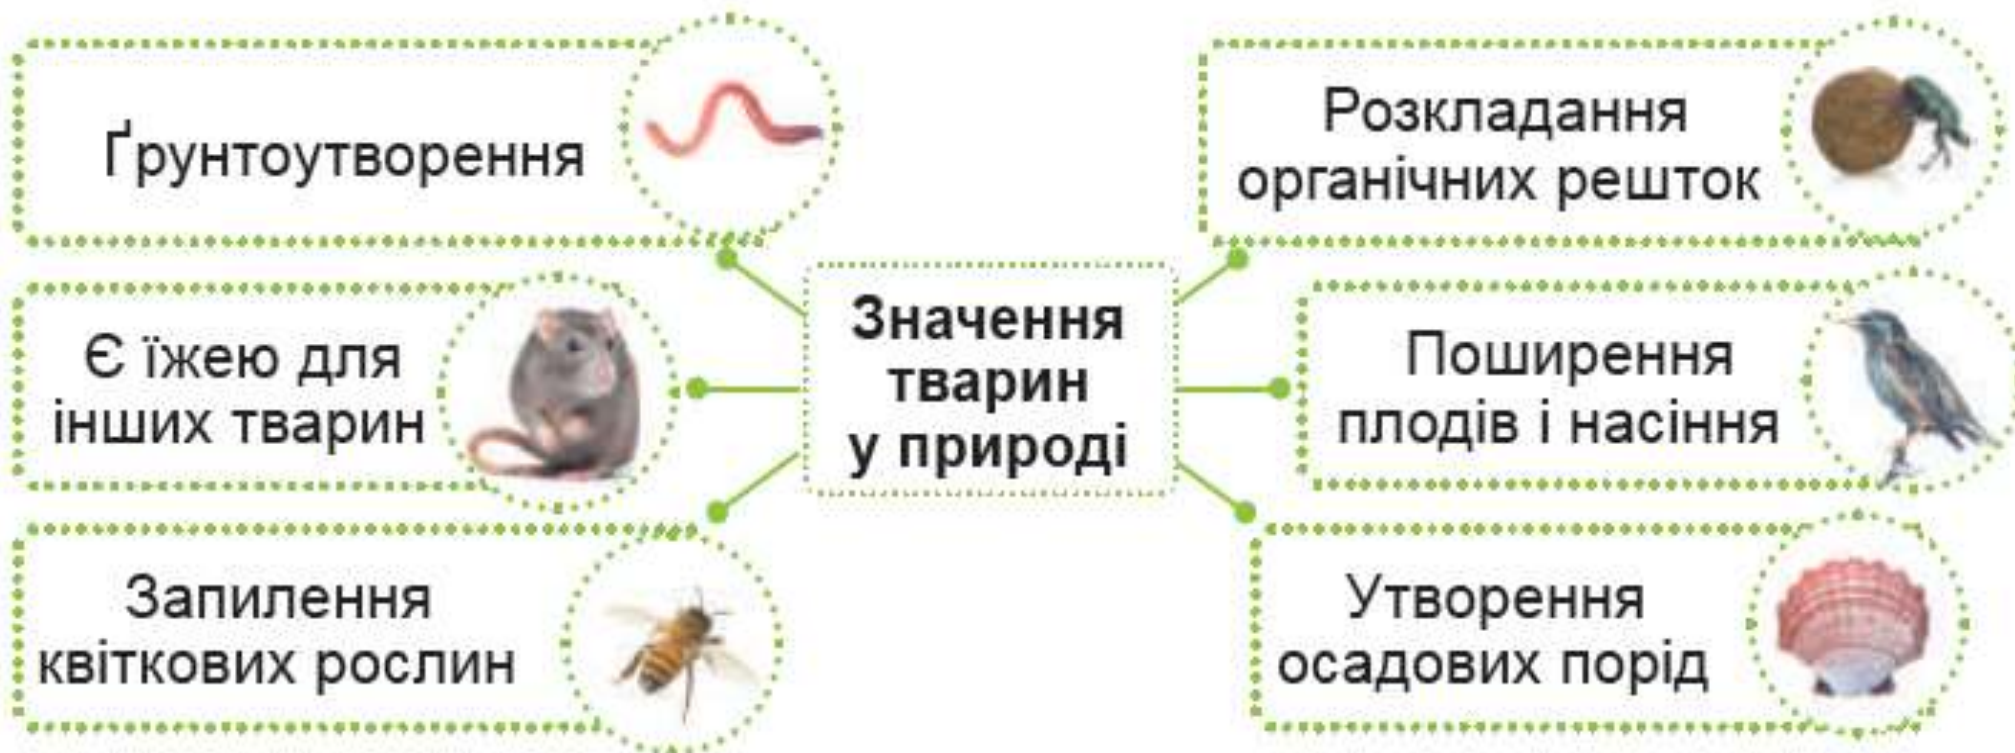 Ґрунтоутворення
Є їжею для
інших тварин
Запилення
квіткових рослин
Значення
тварин
у природі
Розкладання
органічних решток
Поширення
плодів і насіння
Утворення
осадових порід